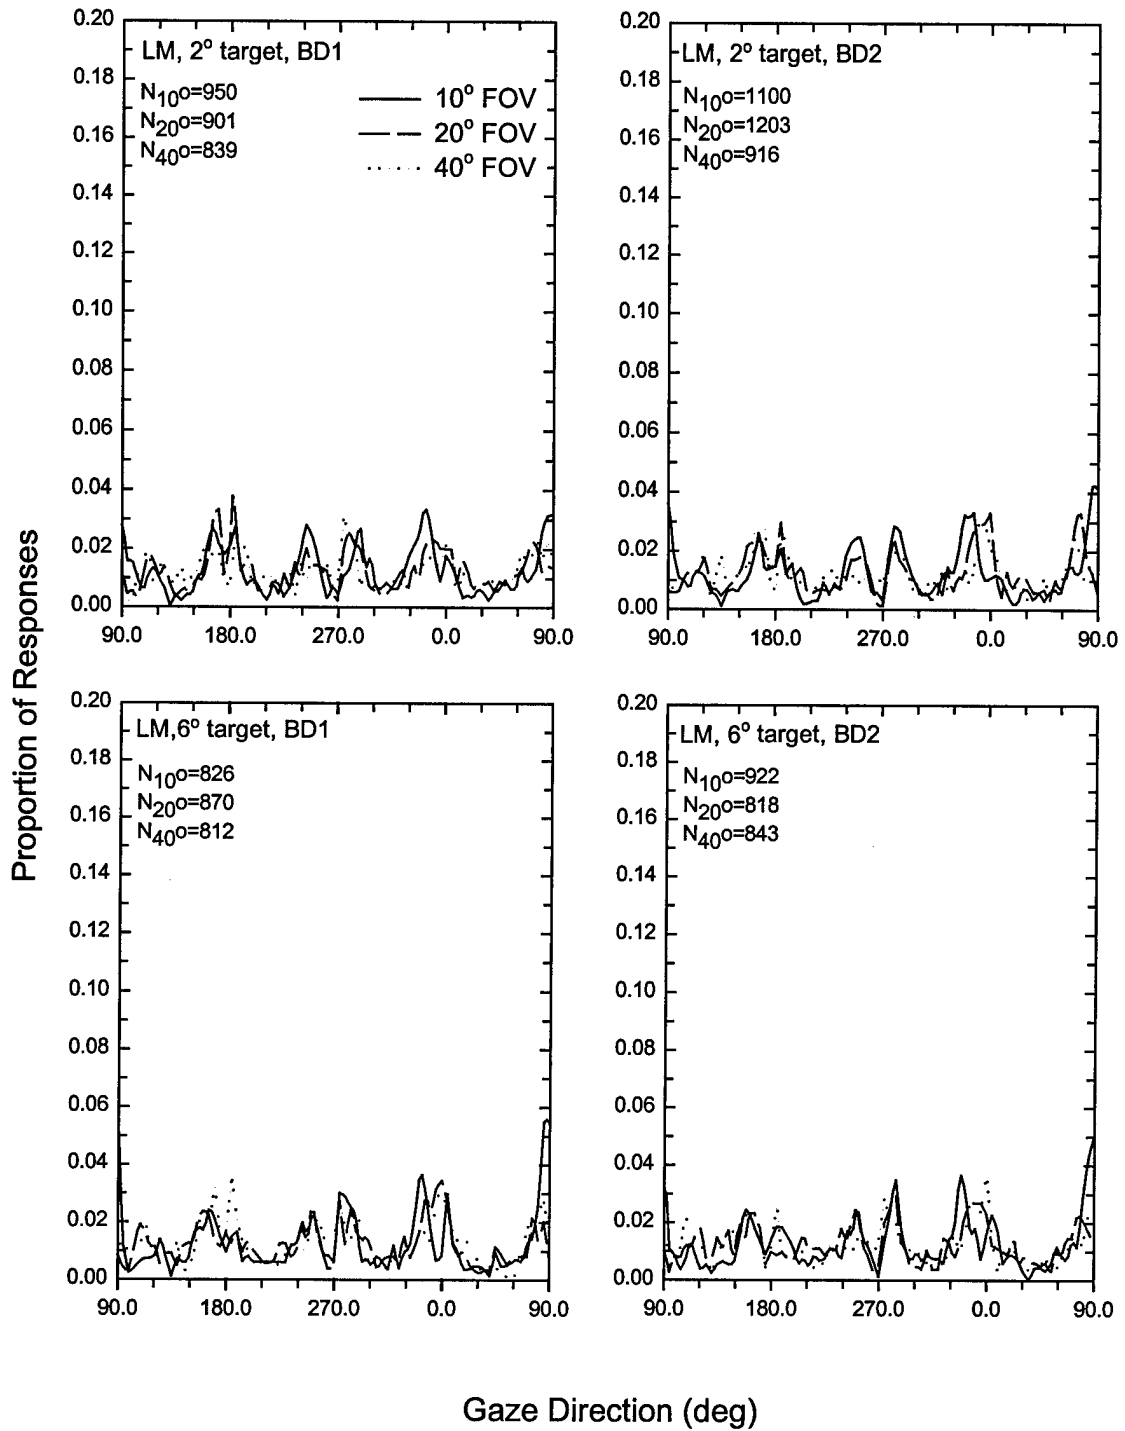 LM, 2° target, BD1
N10o=950
N20o=901
N40o=839
10° FOV
20° FOV
40° FOV
0.20
0.18
0.16
0.14
0.12
0.10
0.08
0.06
0.04
0.02
0.00
90.0 180.0 270.0 0.0 90.0
LM, 2° target, BD2
N10o=1100
N20o=1203
N40o=916
0.20
0.18
0.16
0.14
0.12
0.10
0.08
0.06
0.04
0.02
0.00
90.0 180.0 270.0 0.0 90.0
Proportion of Responses
LM,6° target, BD1
N10o=826
N20o=870
N40o=812
0.20
0.18
0.16
0.14
0.12
0.10
0.08
0.06
0.04
0.02
0.00
90.0 180.0 270.0 0.0 90.0
LM, 6° target, BD2
N10o=922
N20o=818
N40o=843
0.20
0.18
0.16
0.14
0.12
0.10
0.08
0.06
0.04
0.02
0.00
90.0 180.0 270.0 0.0 90.0
Gaze Direction (deg)